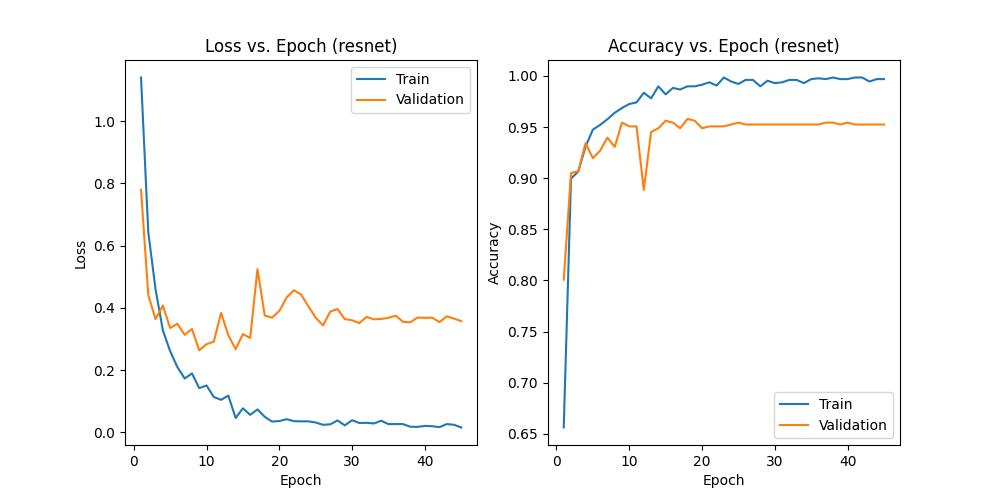 Loss vs. Epoch (resnet)
Train
Validation
1.0
0.8
0.6
0.4
0.2
0.0
Loss
0
10
20
30
40
Epoch
Accuracy vs. Epoch (resnet)
1.00
0.95
0.90
0.85
0.80
0.75
0.70
0.65
Accuracy
Train
Validation
0
10
20
30
40
Epoch